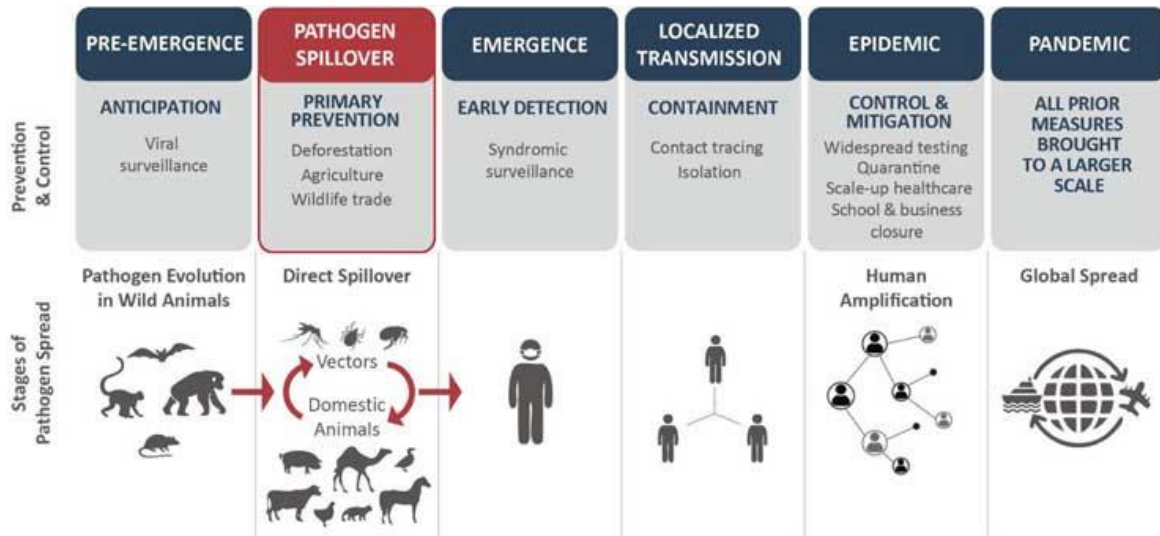 PRE-EMERGENCE
PATHOGEN
SPILLOVER
EMERGENCE
LOCALIZED
TRANSMISSION
EPIDEMIC
PANDEMIC
Prevention
& Control
ANTICIPATION
Viral
surveillance
PRIMARY
PREVENTION
Deforestation
Agriculture
Wildlife trade
EARLY DETECTION
Syndromic
surveillance
CONTAINMENT
Contact tracing
Isolation
CONTROL &
MITIGATION
Widespread testing
Quarantine
Scale-up healthcare
School & business
closure
ALL PRIOR
MEASURES
BROUGHT
TO A LARGER
SCALE
Stages of
Pathogen Spread
Pathogen Evolution
in Wild Animals
Direct Spillover
Vectors
Domestic
Animals
Human
Amplification
Global Spread